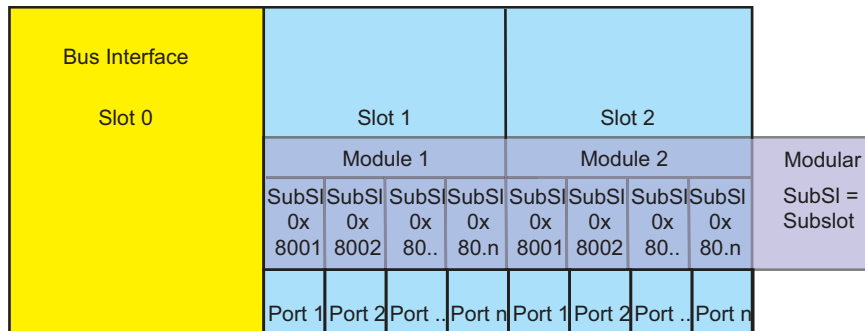 Bus Interface
Slot 0
Slot 1
Slot 2
Module 1
Module 2
Modular
SubSl =
Subslot
SubSl
0x
8001
SubSl
0x
8002
SubSl
0x
80..
SubSl
0x
80.n
SubSl
0x
8001
SubSl
0x
8002
SubSl
0x
80..
SubSl
0x
80.n
Port 1
Port 2
Port ..
Port n
Port 1
Port 2
Port ..
Port n